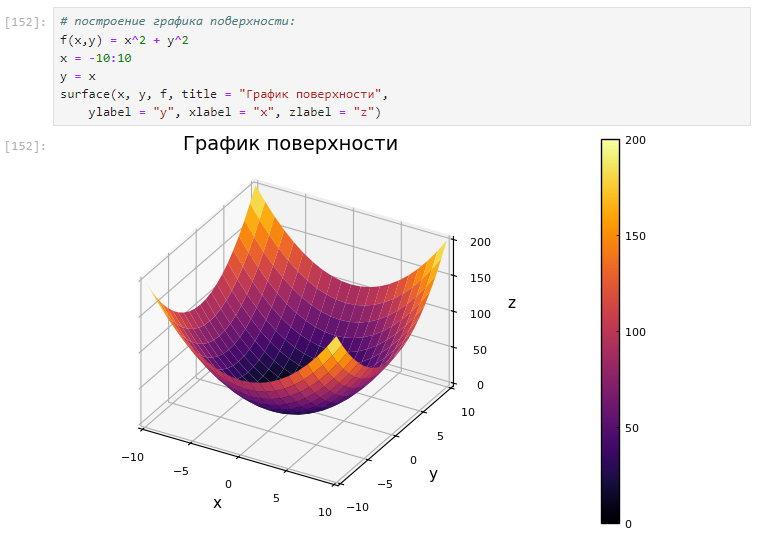 [152]:
# построение графика поверхности:
f(x,y) = x^2 + y^2
x = -10:10
y = x
surface(x, y, f, title = "График поверхности",
    ylabel = "y", xlabel = "x", zlabel = "z")
[152]:
График поверхности
200
150
100
50
0
z
10
5
0
−5
−10
y
−10
−5
0
5
10
x
200
150
100
50
0